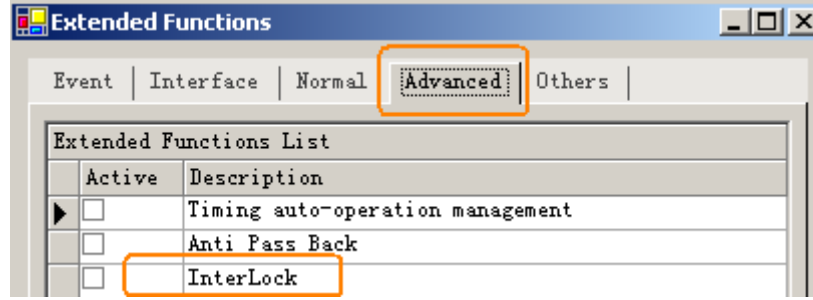 Extended Functions
Event Interface Normal Advanced Others
Extended Functions List
Active Description
Timing auto-operation management
Anti Pass Back
InterLock